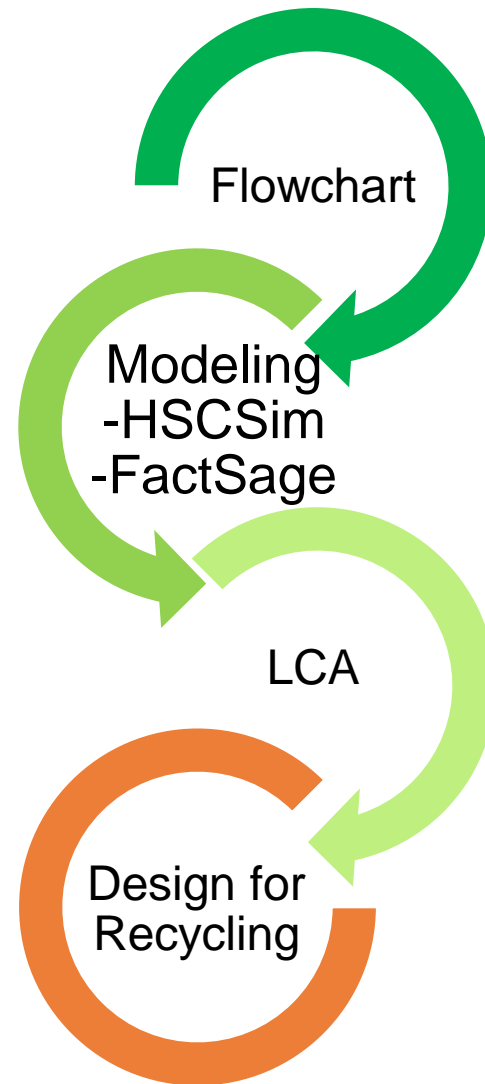 Flowchart
Modeling
-HSCSim
-FactSage
LCA
Design for
Recycling